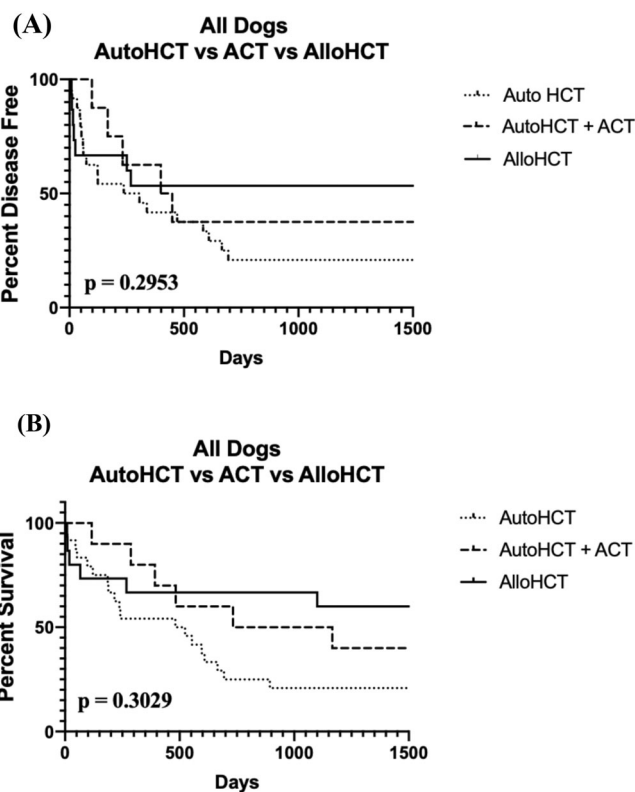 (A)
All Dogs
AutoHCT vs ACT vs AlloHCT
Percent Disease Free
100
50
0
p = 0.2953
0 500 1000 1500
Days
Auto HCT
AutoHCT + ACT
AlloHCT
(B)
All Dogs
AutoHCT vs ACT vs AlloHCT
Percent Survival
100
50
0
p = 0.3029
0 500 1000 1500
Days
AutoHCT
AutoHCT + ACT
AlloHCT